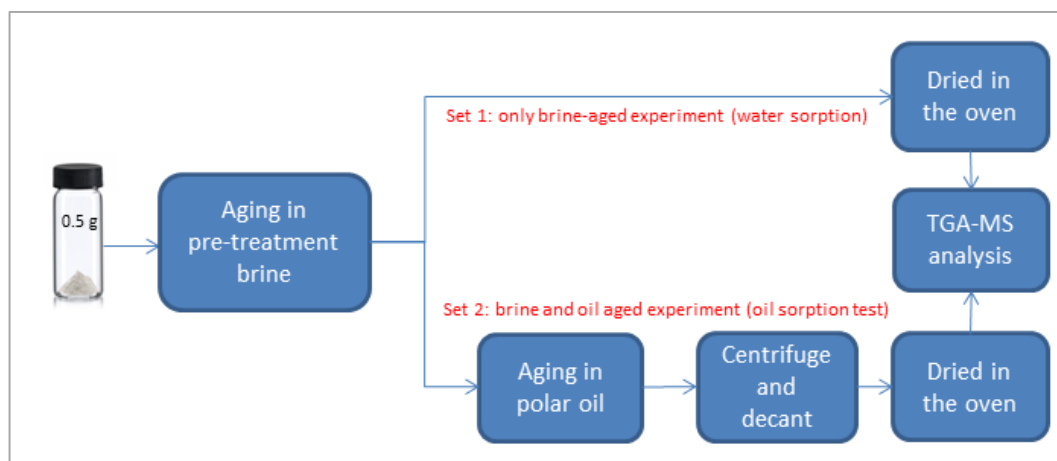 0.5 g
Aging in
pre-treatment
brine
Set 1: only brine-aged experiment (water sorption)
Dried in
the oven
TGA-MS
analysis
Set 2: brine and oil aged experiment (oil sorption test)
Aging in
polar oil
Centrifuge
and
decant
Dried in
the oven